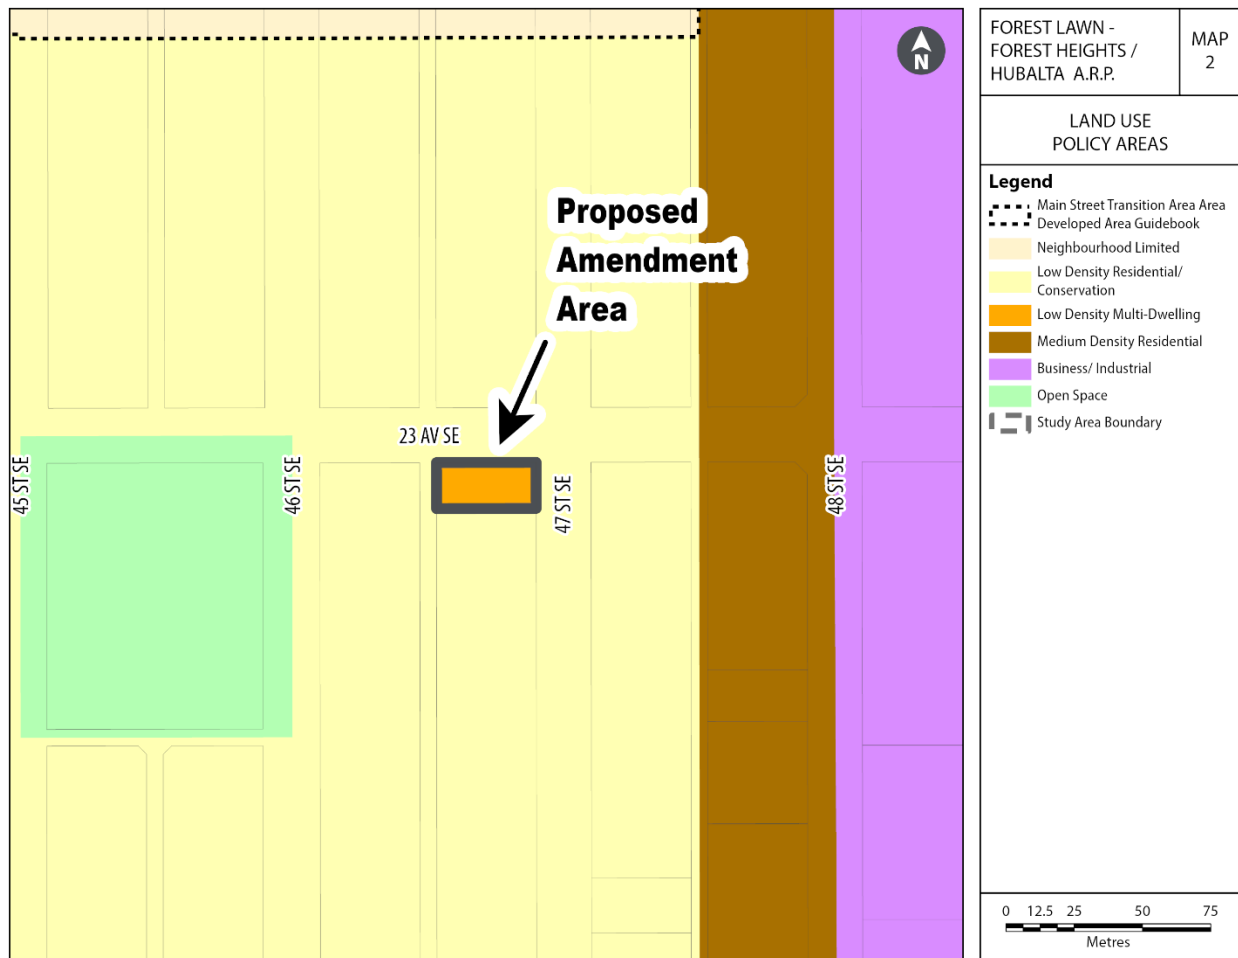 N
Proposed
Amendment
Area
23 AV SE
45 ST SE
46 ST SE
47 ST SE
48 ST SE
FOREST LAWN -
FOREST HEIGHTS /
HUBALTA A.R.P.
MAP
2
LAND USE
POLICY AREAS
Legend
Main Street Transition Area Area
Developed Area Guidebook
Neighbourhood Limited
Low Density Residential/
Conservation
Low Density Multi-Dwelling
Medium Density Residential
Business/ Industrial
Open Space
Study Area Boundary
0 12.5 25 50 75
Metres